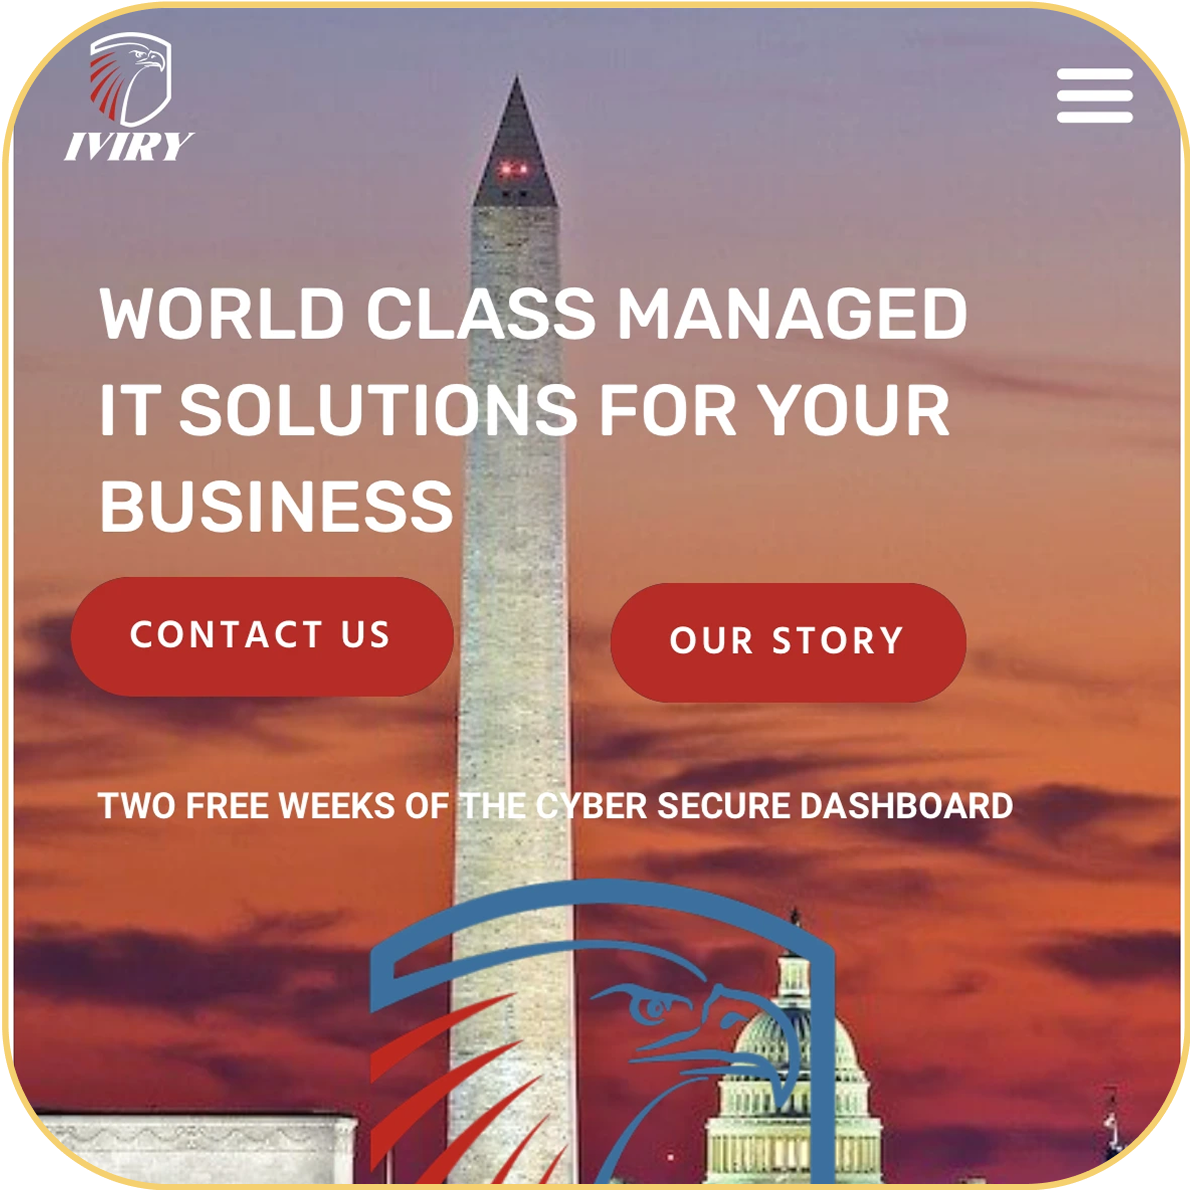 IVIRY
WORLD CLASS MANAGED
IT SOLUTIONS FOR YOUR
BUSINESS
CONTACT US
OUR STORY
TWO FREE WEEKS OF THE CYBER SECURE DASHBOARD